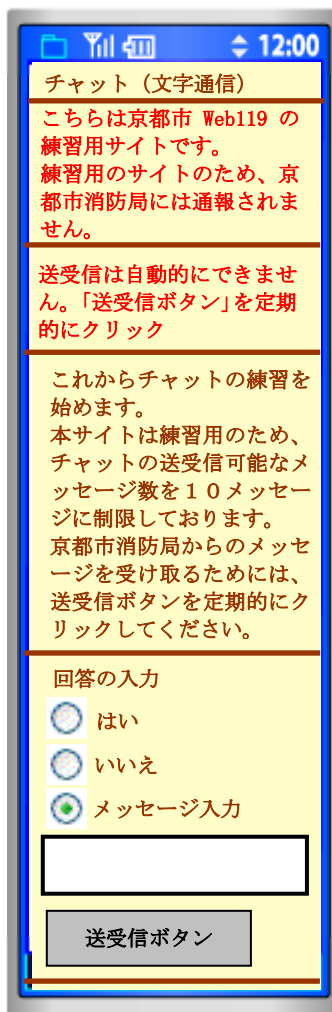 12:00
チャット（文字通信）
こちらは京都市 Web119 の
練習用サイトです。
練習用のサイトのため、京
都市消防局には通報されま
せん。
送受信は自動的にできませ
ん。「送受信ボタン」を定期
的にクリック
これからチャットの練習を
始めます。
本サイトは練習用のため、
チャットの送受信可能なメ
ッセージ数を１０メッセー
ジに制限しております。
京都市消防局からのメッセ
ージを受け取るためには、
送受信ボタンを定期的にク
リックしてください。
回答の入力
はい
いいえ
メッセージ入力
送受信ボタン